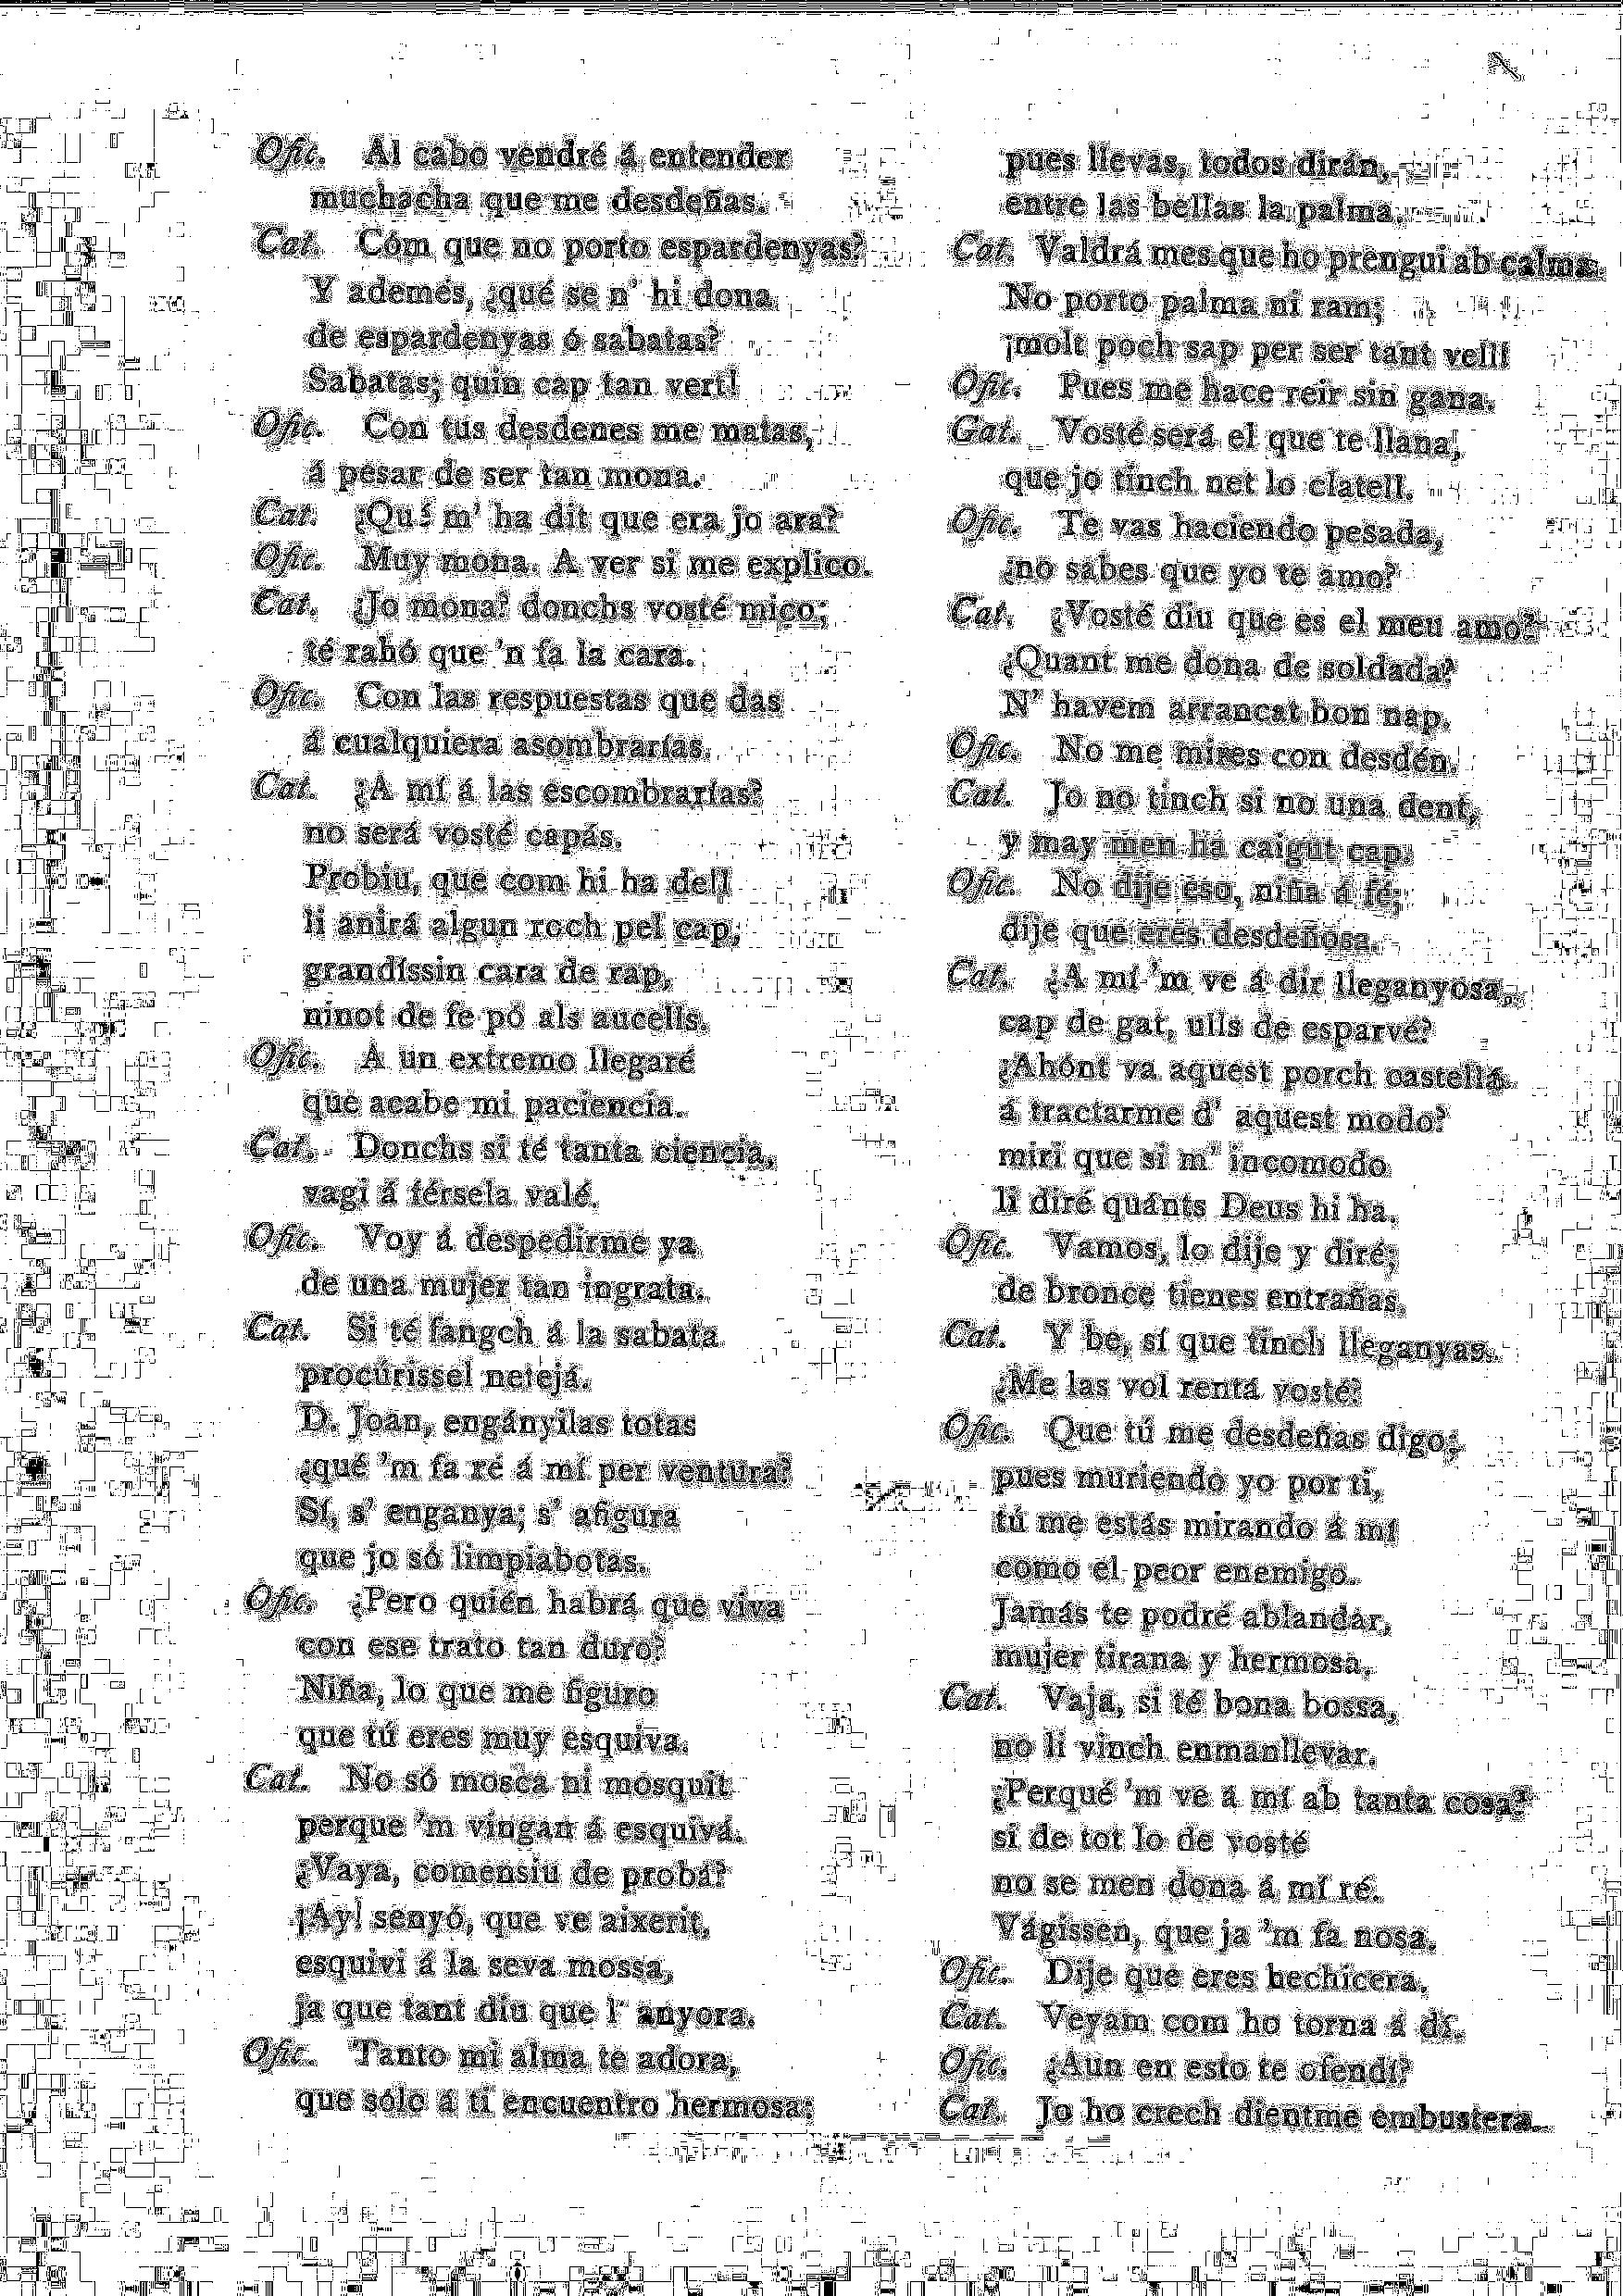 Ofic. Al cabo vendré á entender
muchacha que me desdeñas.
Cat. Cóm que no porto espardenyas?
Y además, ¿qué se n' hi dona
de espardenyas ó sabatas?
Sabatas; quin cap tan vert!
Ofic. Con tus desdenes me matas,
á pesar de ser tan mona.
Cat. ¿Qué m' ha dit que era jo ara?
Ofic. Muy mona. A ver si me explico.
Cat. ¿Jo mona? donchs vosté mico;
té rahó que 'n fa la cara.
Ofic. Con las respuestas que das
á cualquiera asombrarías.
Cat. ¿A mí á las escombrarías?
no será vosté capás.
Probiu, que com hi ha dell
li anirá algun roch pel cap,
grandíssin cara de rap,
ninot de fe pó als aucells.
Ofic. A un extremo llegaré
que acabe mi paciencia.
Cat. Donchs si té tanta ciencia,
vagi á férsela valé.
Ofic. Voy á despedirme ya
de una mujer tan ingrata.
Cat. Si té fangch á la sabata
procúrissel netejá.
D. Joan, engányilas totas
¿qué 'm fa ré á mí per ventura?
Sí, s' enganya; s' afigura
que jo só limpiabotas.
Ofic. ¿Pero quién habrá que viva
con ese trato tan duro?
Niña, lo que me figuro
que tú eres muy esquiva.
Cat. No só mosca ni mosquit
perque 'm vingan á esquivá.
¿Vaya, comensiu de probá?
¡Ay! senyó, que ve aixerit,
esquivi á la seva mossa,
ja que tant diu que l' anyora.
Ofic. Tanto mi alma te adora,
que sólo á tí encuentro hermosa;
pues llevas, todos dirán,
entre las bellas la palma.
Cat. Valdrá mes que ho prengui ab calma.
No porto palma ni ram;
¡molt poch sap per ser tant vell!
Ofic. Pues me hace reir sin gana.
Cat. Vosté será el que te llana,
que jo tinch net lo clatell.
Ofic. Te vas haciendo pesada,
¿no sabes que yo te amo?
Cat. ¿Vosté diu que es el meu amo?
¿Quant me dona de soldada?
N' havem arrancat bon nap.
Ofic. No me mires con desdén.
Cat. Jo no tinch si no una dent,
y may men ha caigut cap.
Ofic. No dije eso, niña á fé;
dije que eres desdeñosa.
Cat. ¿A mí 'm ve á dir lleganyosa,
cap de gat, ulls de esparvé?
¿Ahónt va aquest porch castellá
á tractarme d' aquest modo?
miri que si m' incomodo
li diré quánts Deus hi ha.
Ofic. Vamos, lo dije y diré;
de bronce tienes entrañas.
Cat. Y be, sí que tinch lleganyas.
¿Me las vol rentá vosté?
Ofic. Que tú me desdeñas digo;
pues muriendo yo por ti,
tú me estás mirando á mí
como el peor enemigo.
Jamás te podré ablandar,
mujer tirana y hermosa.
Cat. Vaja, si té bona bossa,
no li vinch enmanllevar.
¿Perqué 'm ve á mí ab tanta cosa?
si de tot lo de vosté
no se men dona á mí ré.
Vágissen, que ja 'm fa nosa.
Ofic. Dije que eres hechicera.
Cat. Veyám com ho torna á dí.
Ofic. ¿Aun en esto te ofendí?
Cat. Jo ho crech dientme embustera.